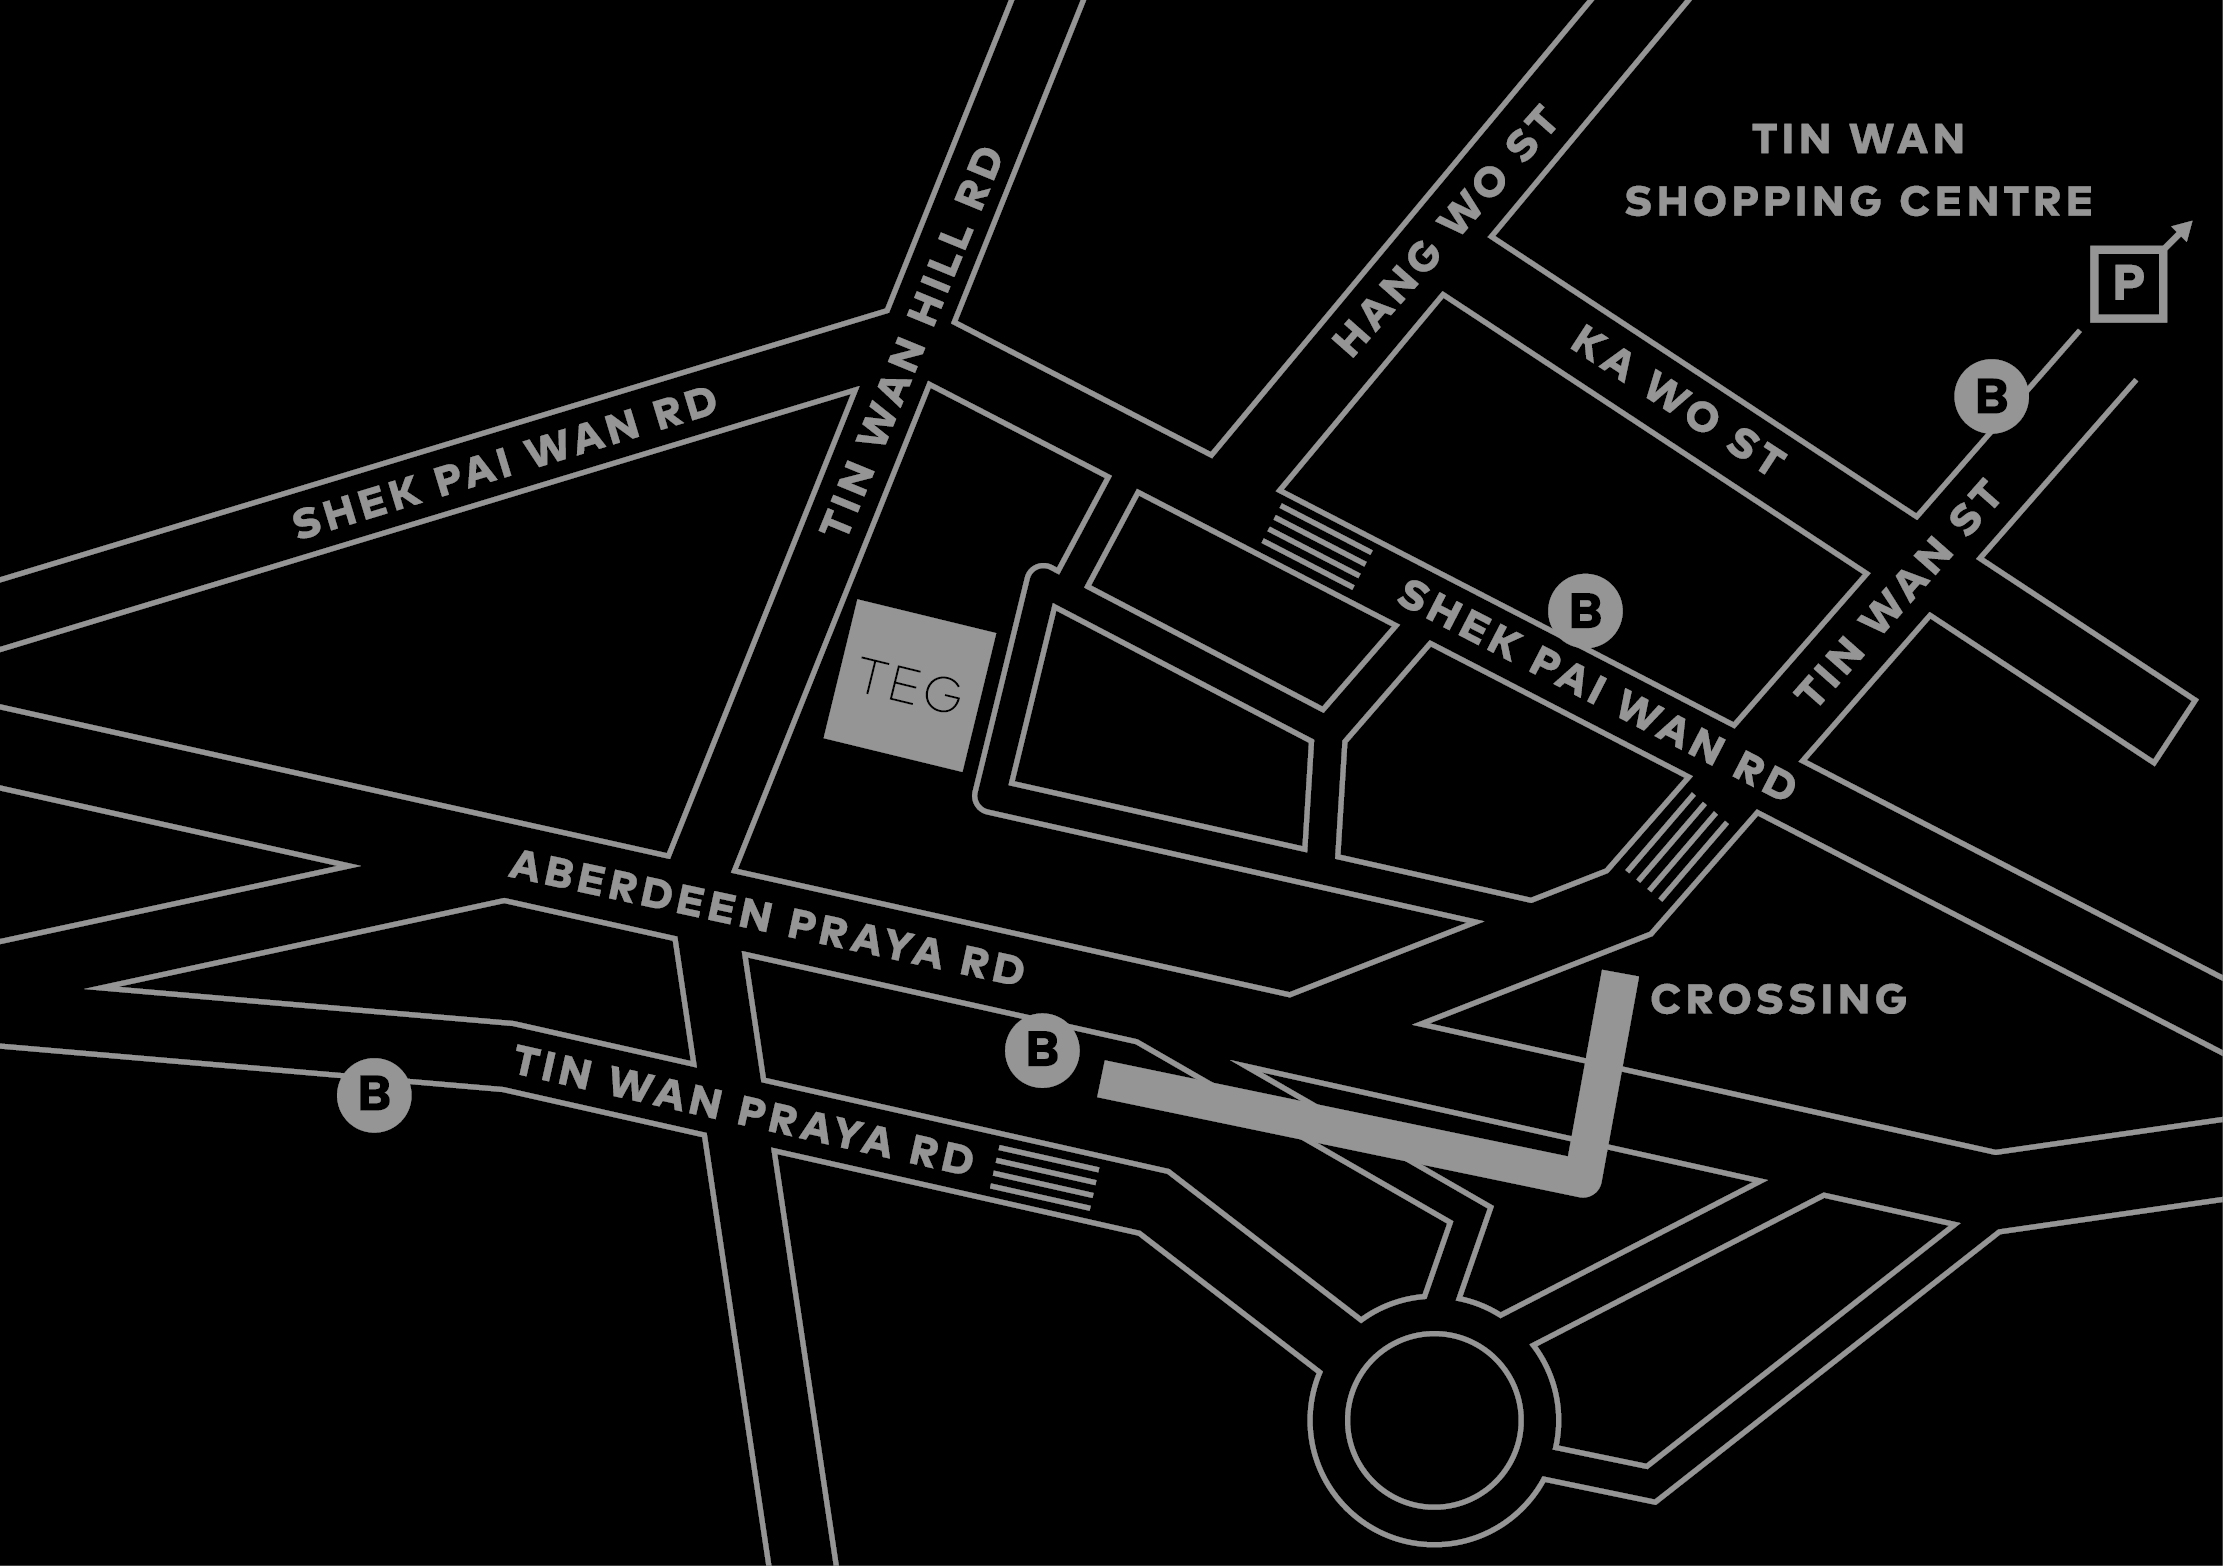 TIN WAN
SHOPPING CENTRE
P
HANG WO ST
TIN WAN HILL RD
KA WO ST
B
SHEK PAI WAN RD
TIN WAN ST
B
SHEK PAI WAN RD
TEG
ABERDEEN PRAYA RD
CROSSING
B
B
TIN WAN PRAYA RD